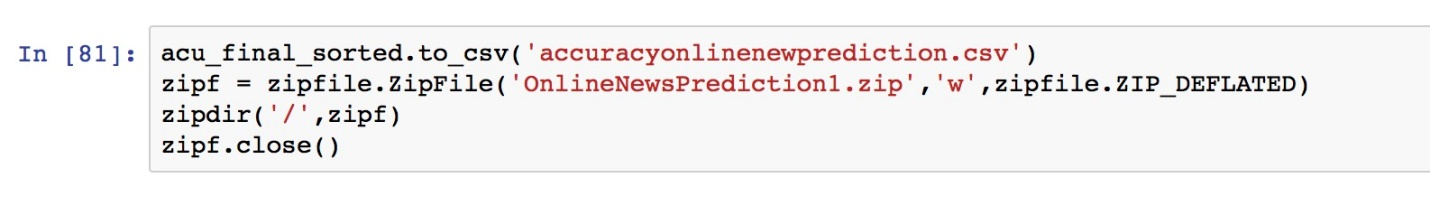 In [81]: acu_final_sorted.to_csv('accuracyonlinenewprediction.csv')
zipf = zipfile.ZipFile('OnlineNewsPrediction1.zip','w',zipfile.ZIP_DEFLATED)
zipdir('/',zipf)
zipf.close()